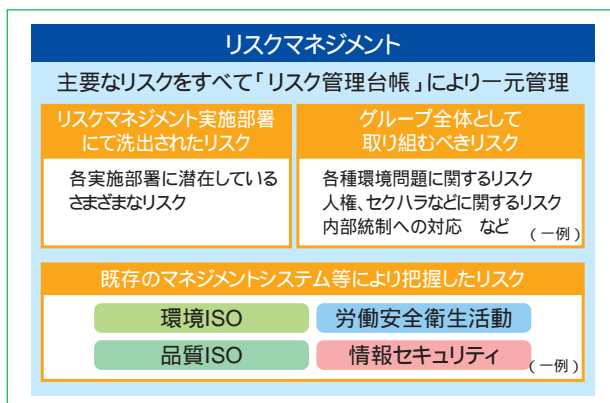 リスクマネジメント
主要なリスクをすべて「リスク管理台帳」により一元管理
リスクマネジメント実施部署
にて洗出されたリスク
各実施部署に潜在している
さまざまなリスク
グループ全体として
取り組むべきリスク
各種環境問題に関するリスク
人権、セクハラなどに関するリスク
内部統制への対応　など
(一例)
既存のマネジメントシステム等により把握したリスク
環境ISO
労働安全衛生活動
品質ISO
情報セキュリティ
(一例)